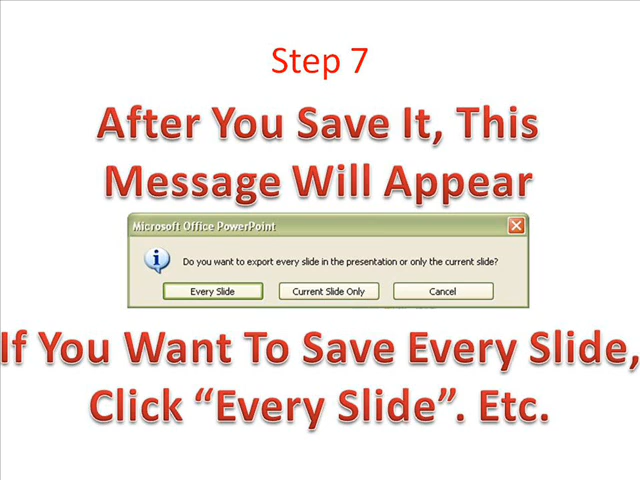 Step 7
After You Save It, This
Message Will Appear
Microsoft Office PowerPoint
Do you want to export every slide in the presentation or only the current slide?
Every Slide Current Slide Only Cancel
If You Want To Save Every Slide,
Click “Every Slide”. Etc.